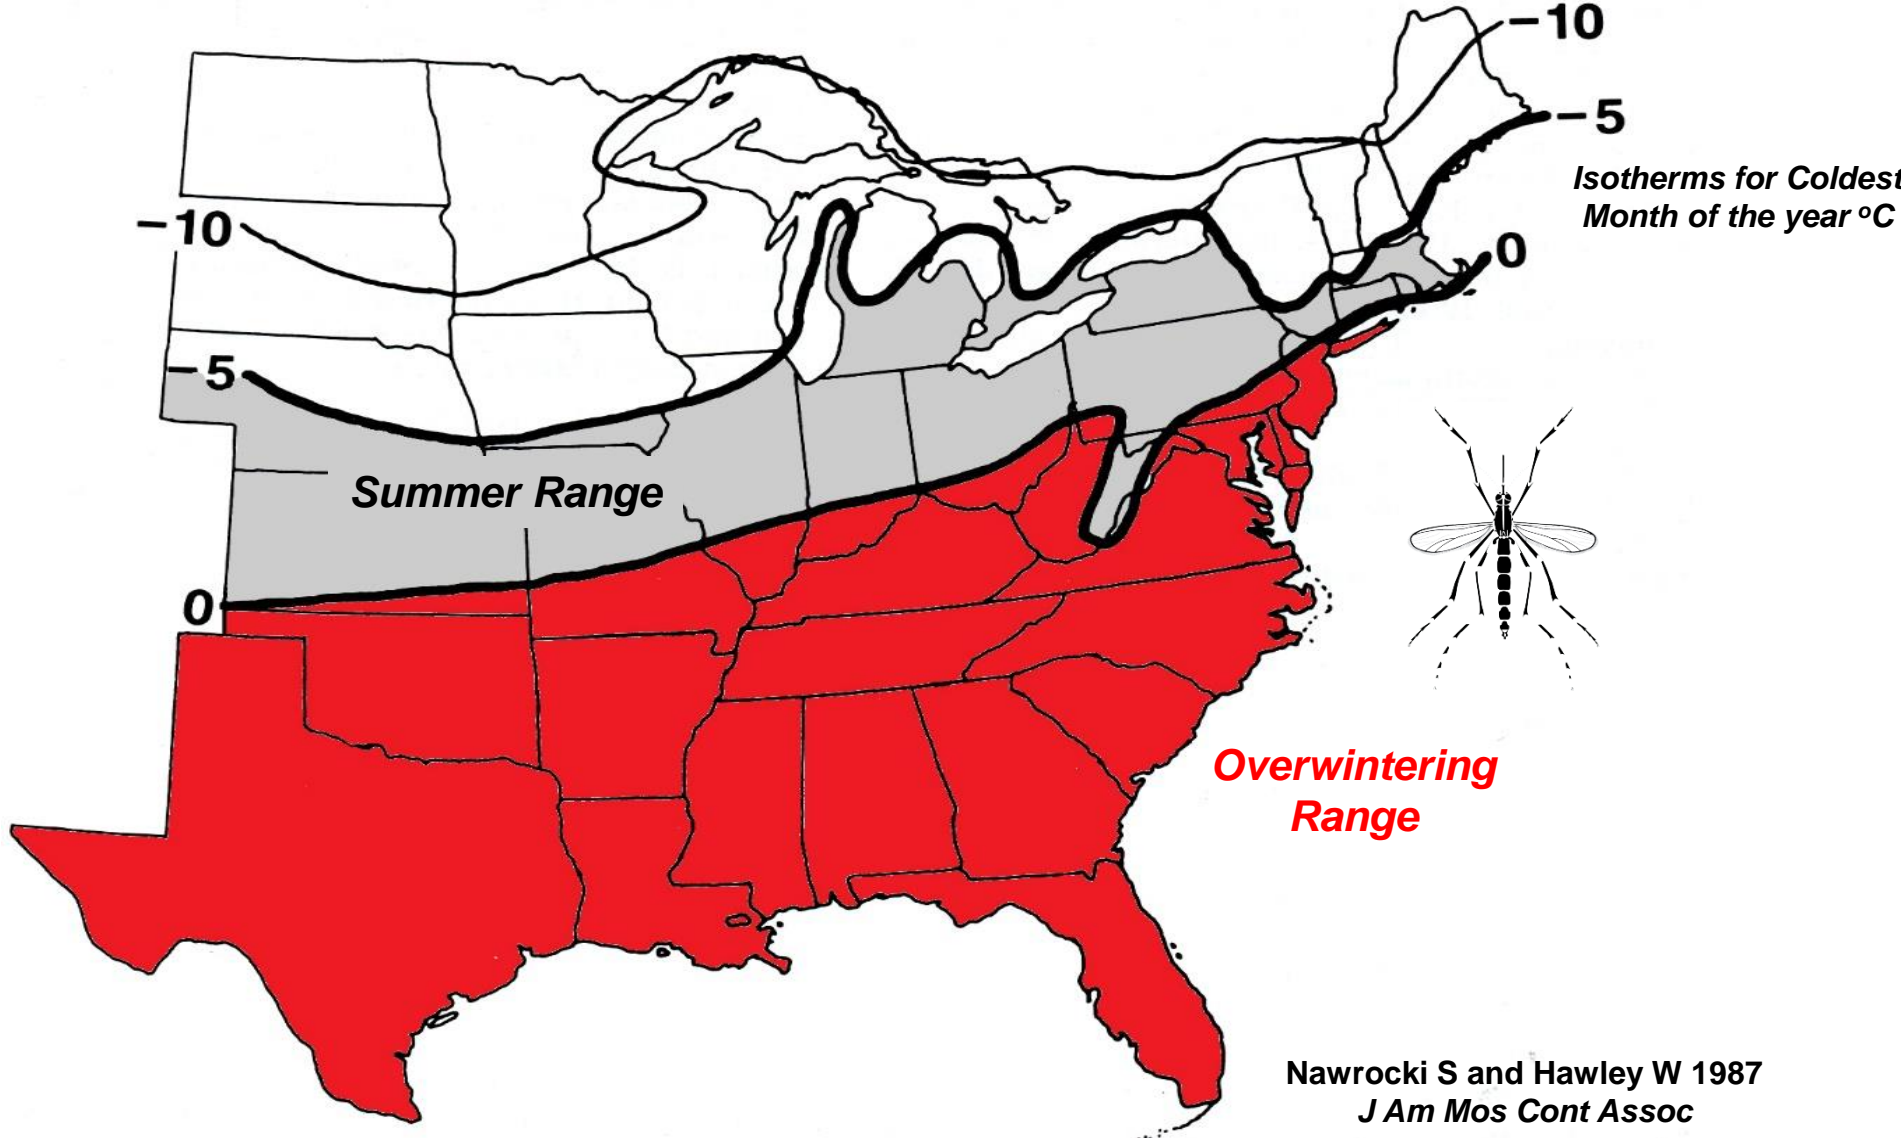 −10
−5
Isotherms for Coldest
Month of the year ºC
−10
0
−5
Summer Range
0
Overwintering
Range
Nawrocki S and Hawley W 1987
J Am Mos Cont Assoc